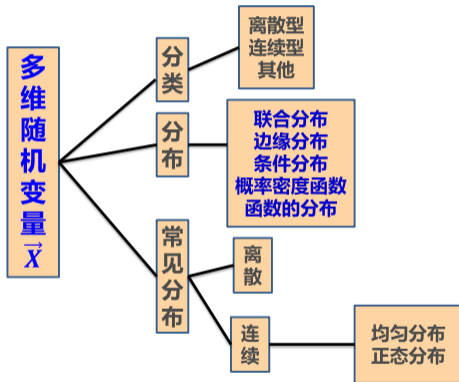 多维随机变量X⃗
分类
离散型
连续型
其他
分布
联合分布
边缘分布
条件分布
概率密度函数
函数的分布
常见分布
离散
连续
均匀分布
正态分布